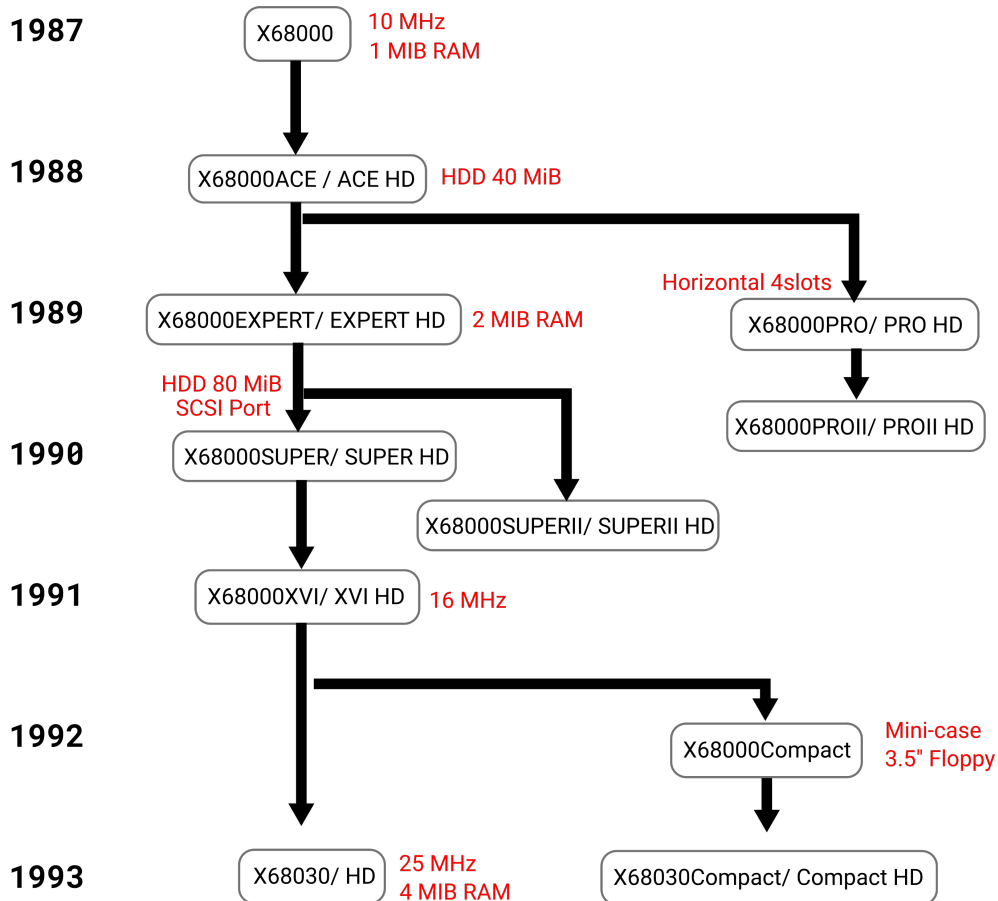 1987
X68000
10 MHz
1 MIB RAM
1988
X68000ACE / ACE HD
HDD 40 MiB
1989
X68000EXPERT/ EXPERT HD
2 MIB RAM
Horizontal 4slots
X68000PRO/ PRO HD
HDD 80 MiB
SCSI Port
X68000PROII/ PROII HD
1990
X68000SUPER/ SUPER HD
X68000SUPERII/ SUPERII HD
1991
X68000XVI/ XVI HD
16 MHz
1992
X68000Compact
Mini-case
3.5" Floppy
1993
X68030/ HD
25 MHz
4 MIB RAM
X68030Compact/ Compact HD